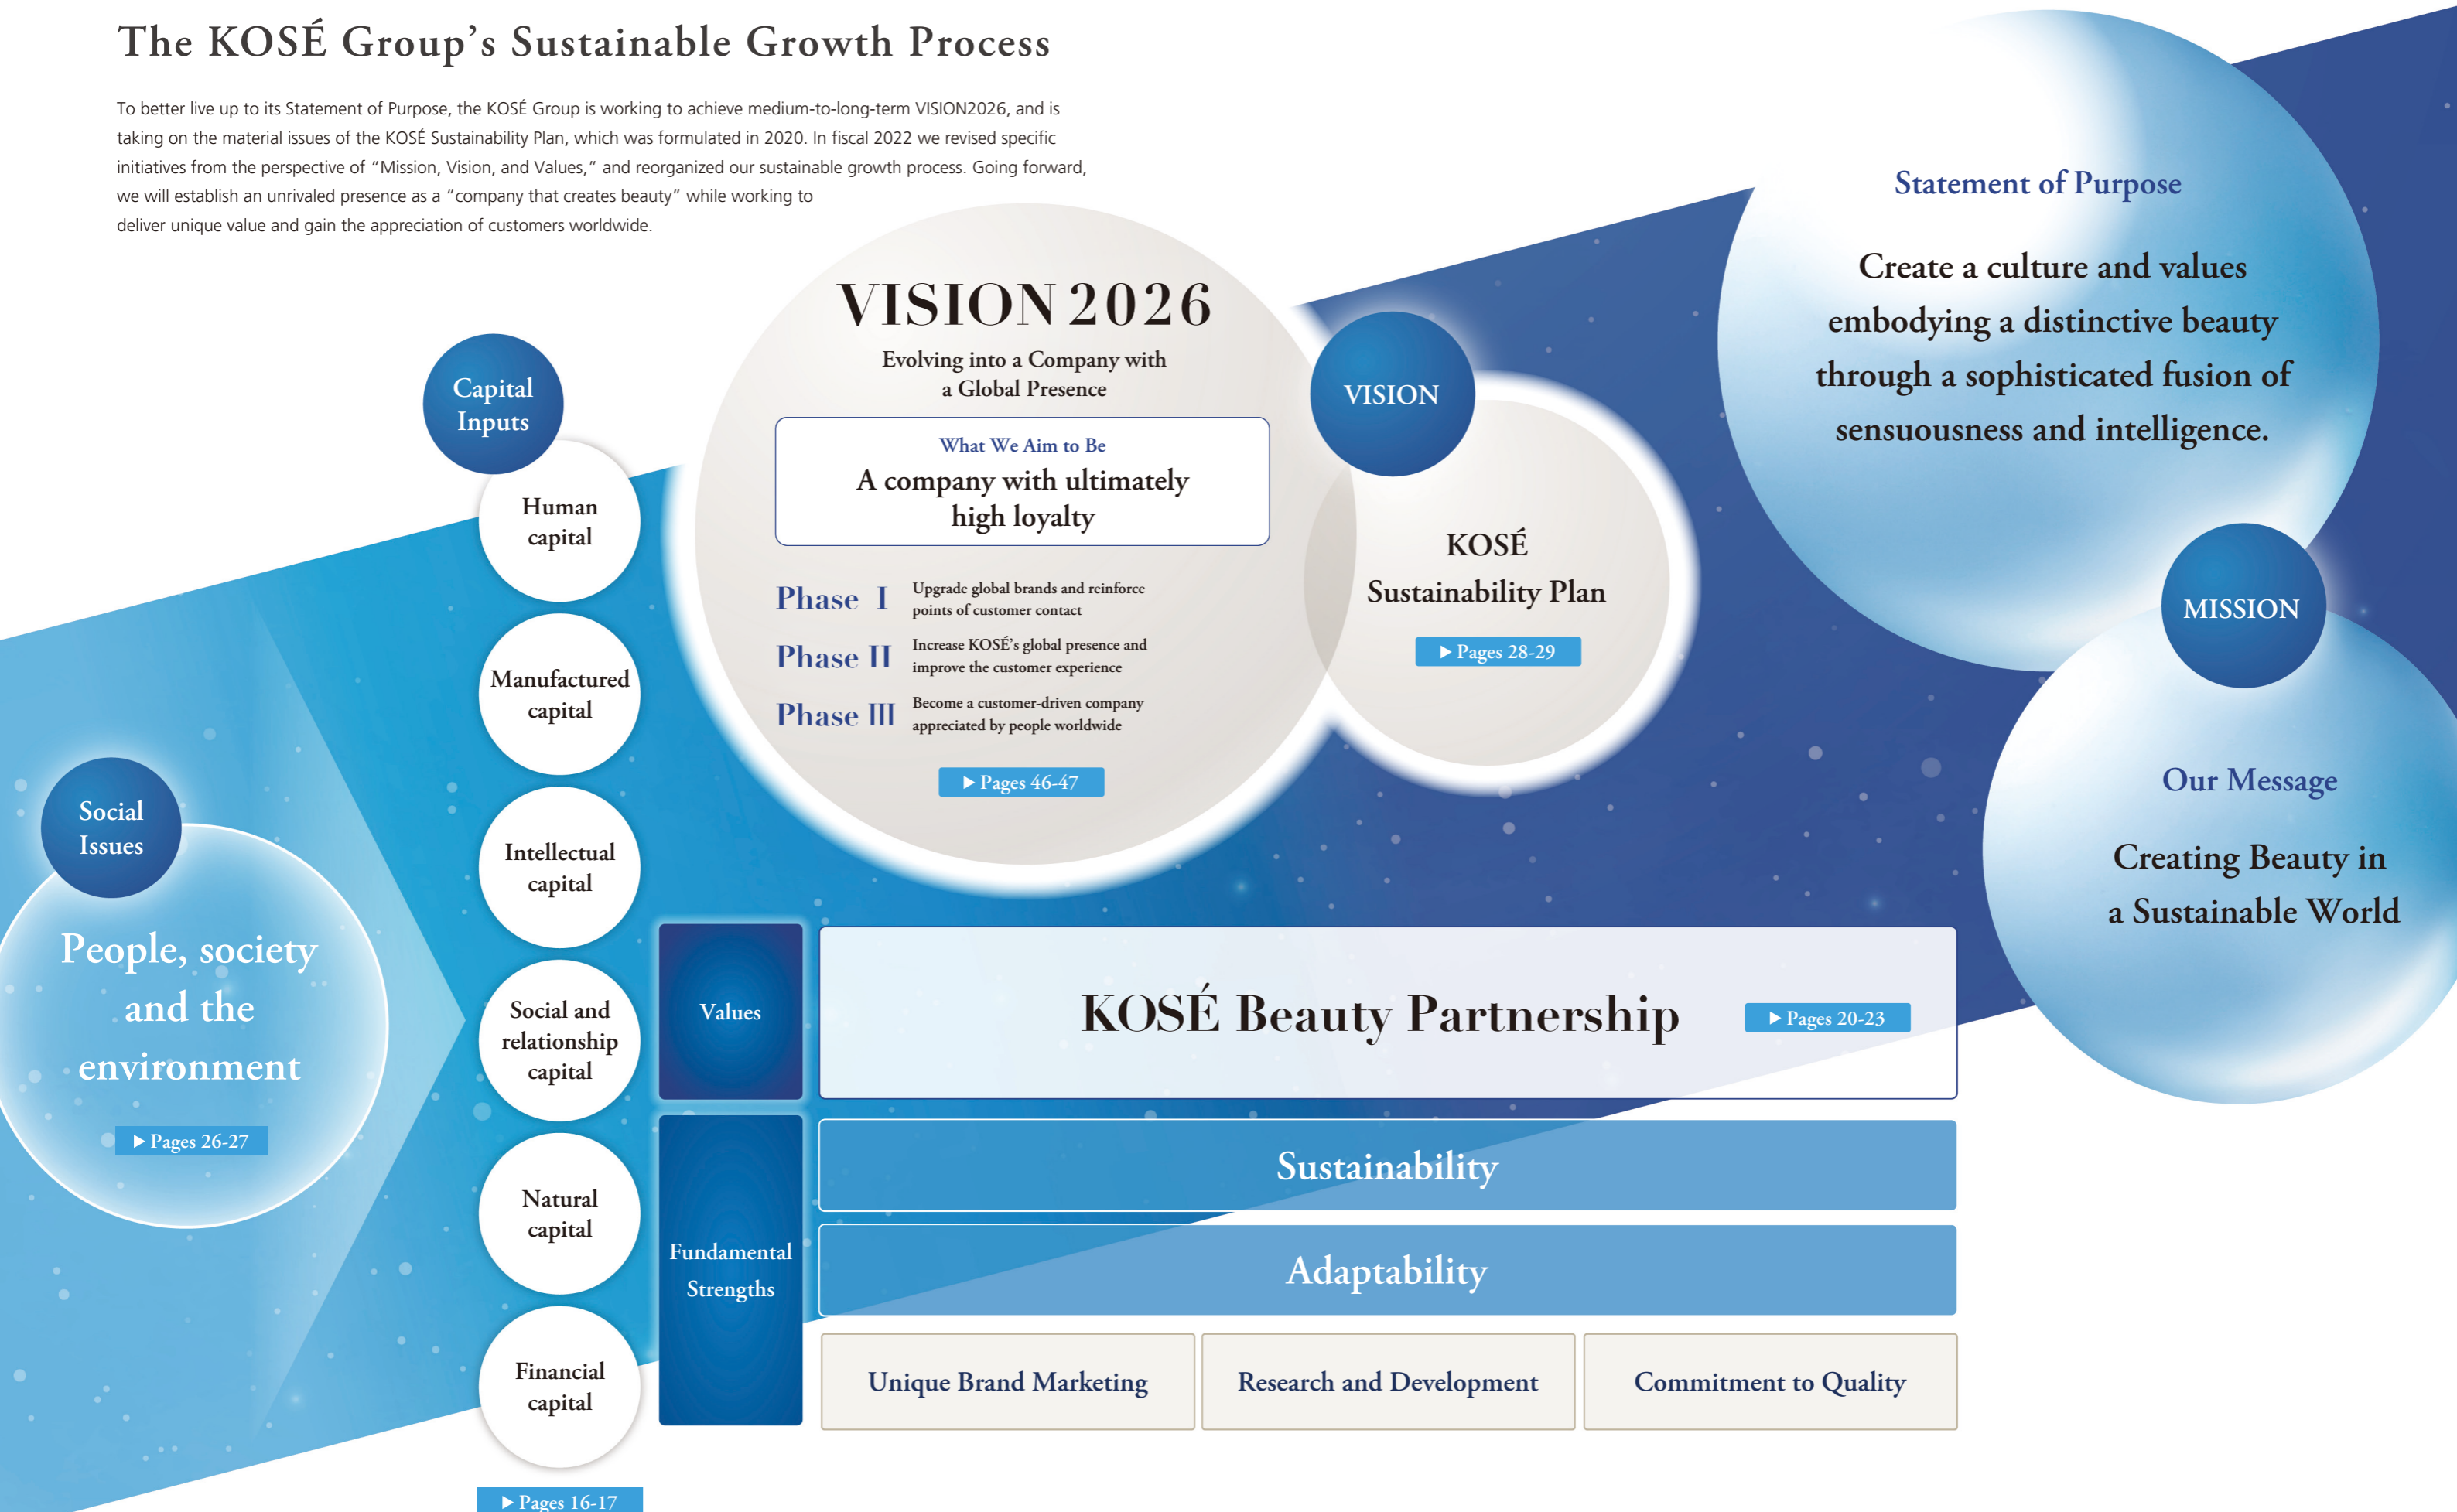 The KOSÉ Group’s Sustainable Growth Process
To better live up to its Statement of Purpose, the KOSÉ Group is working to achieve medium-to-long-term VISION2026, and is
taking on the material issues of the KOSÉ Sustainability Plan, which was formulated in 2020. In fiscal 2022 we revised specific
initiatives from the perspective of “Mission, Vision, and Values,” and reorganized our sustainable growth process. Going forward,
we will establish an unrivaled presence as a “company that creates beauty” while working to
deliver unique value and gain the appreciation of customers worldwide.
Social
Issues
People, society
and the
environment
▶ Pages 26-27
Capital
Inputs
Human
capital
Manufactured
capital
Intellectual
capital
Social and
relationship
capital
Natural
capital
Financial
capital
▶ Pages 16-17
VISION 2026
Evolving into a Company with
a Global Presence
What We Aim to Be
A company with ultimately
high loyalty
Phase I
Upgrade global brands and reinforce
points of customer contact
Phase II
Increase KOSÉ’s global presence and
improve the customer experience
Phase III
Become a customer-driven company
appreciated by people worldwide
▶ Pages 46-47
VISION
KOSÉ
Sustainability Plan
▶ Pages 28-29
Statement of Purpose
Create a culture and values
embodying a distinctive beauty
through a sophisticated fusion of
sensuousness and intelligence.
MISSION
Our Message
Creating Beauty in
a Sustainable World
Values
KOSÉ Beauty Partnership
▶ Pages 20-23
Fundamental
Strengths
Sustainability
Adaptability
Unique Brand Marketing
Research and Development
Commitment to Quality